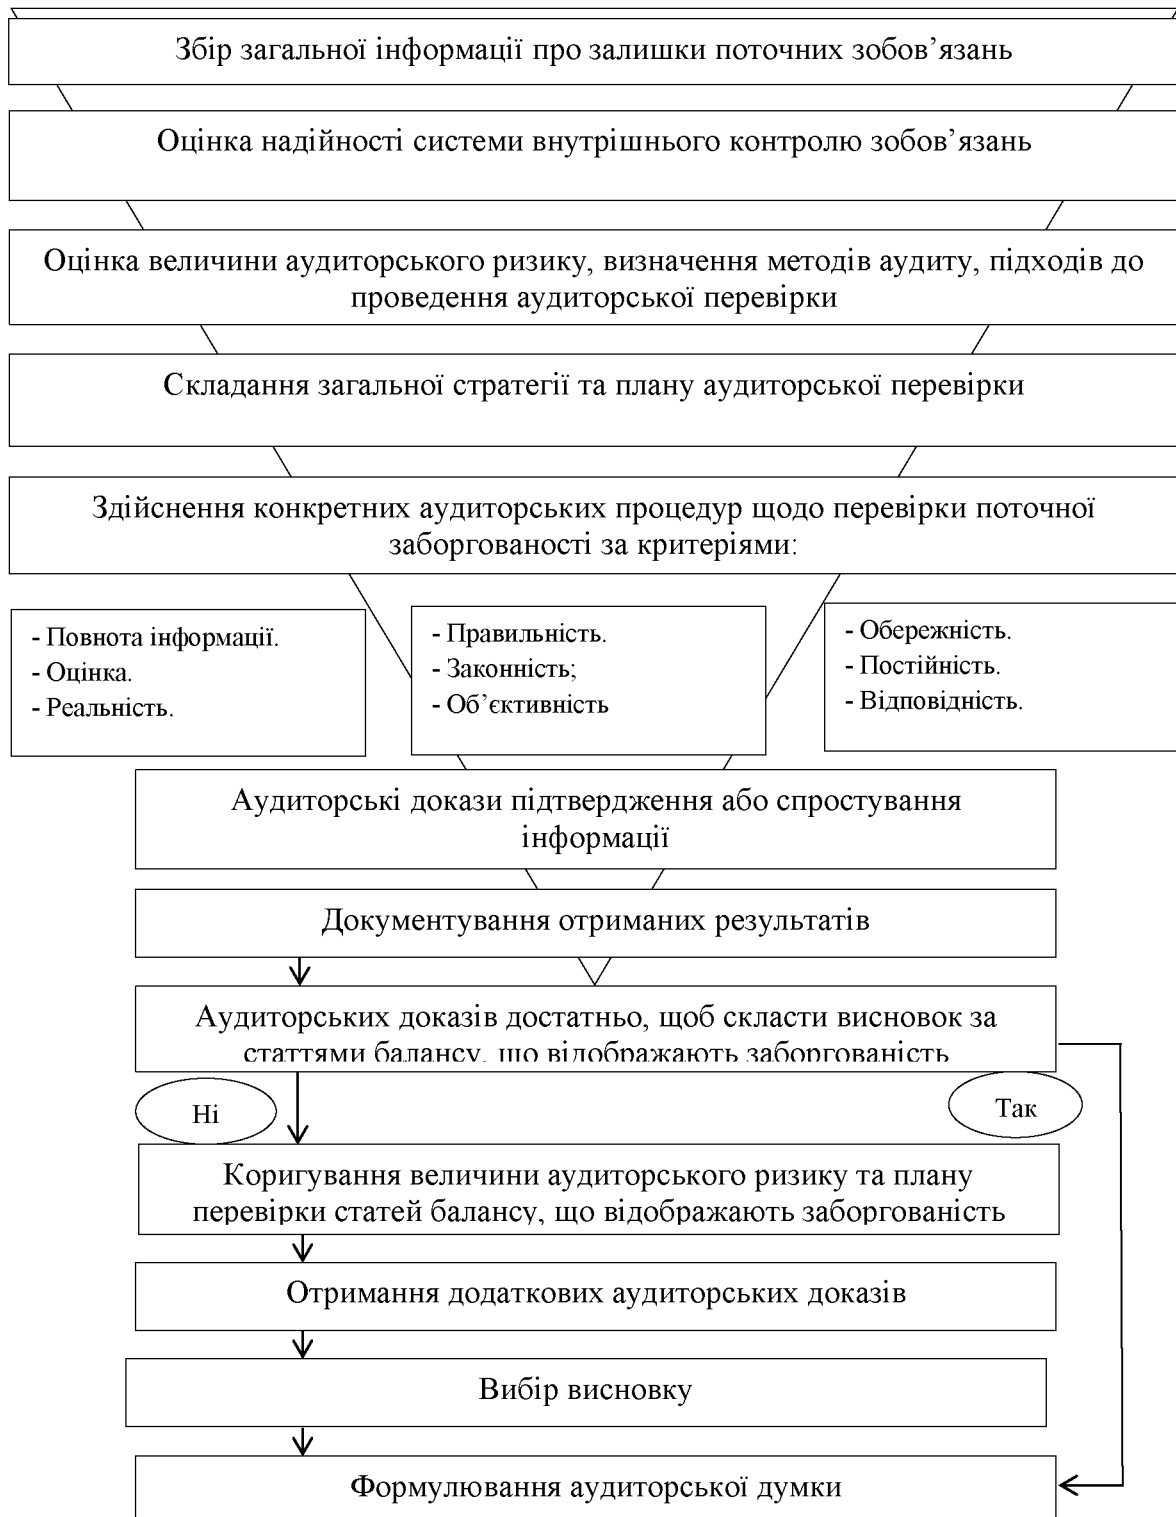 Збір загальної інформації про залишки поточних зобов’язань
Оцінка надійності системи внутрішнього контролю зобов’язань
Оцінка величини аудиторського ризику, визначення методів аудиту, підходів до
проведення аудиторської перевірки
Складання загальної стратегії та плану аудиторської перевірки
Здійснення конкретних аудиторських процедур щодо перевірки поточної
заборгованості за критеріями:
- Повнота інформації.
- Оцінка.
- Реальність.
- Правильність.
- Законність;
- Об’єктивність
- Обережність.
- Постійність.
- Відповідність.
Аудиторські докази підтвердження або спростування
інформації
Документування отриманих результатів
Аудиторських доказів достатньо, щоб скласти висновок за
статтями балансу, що відображають заборгованість
Ні
Так
Коригування величини аудиторського ризику та плану
перевірки статей балансу, що відображають заборгованість
Отримання додаткових аудиторських доказів
Вибір висновку
Формулювання аудиторської думки